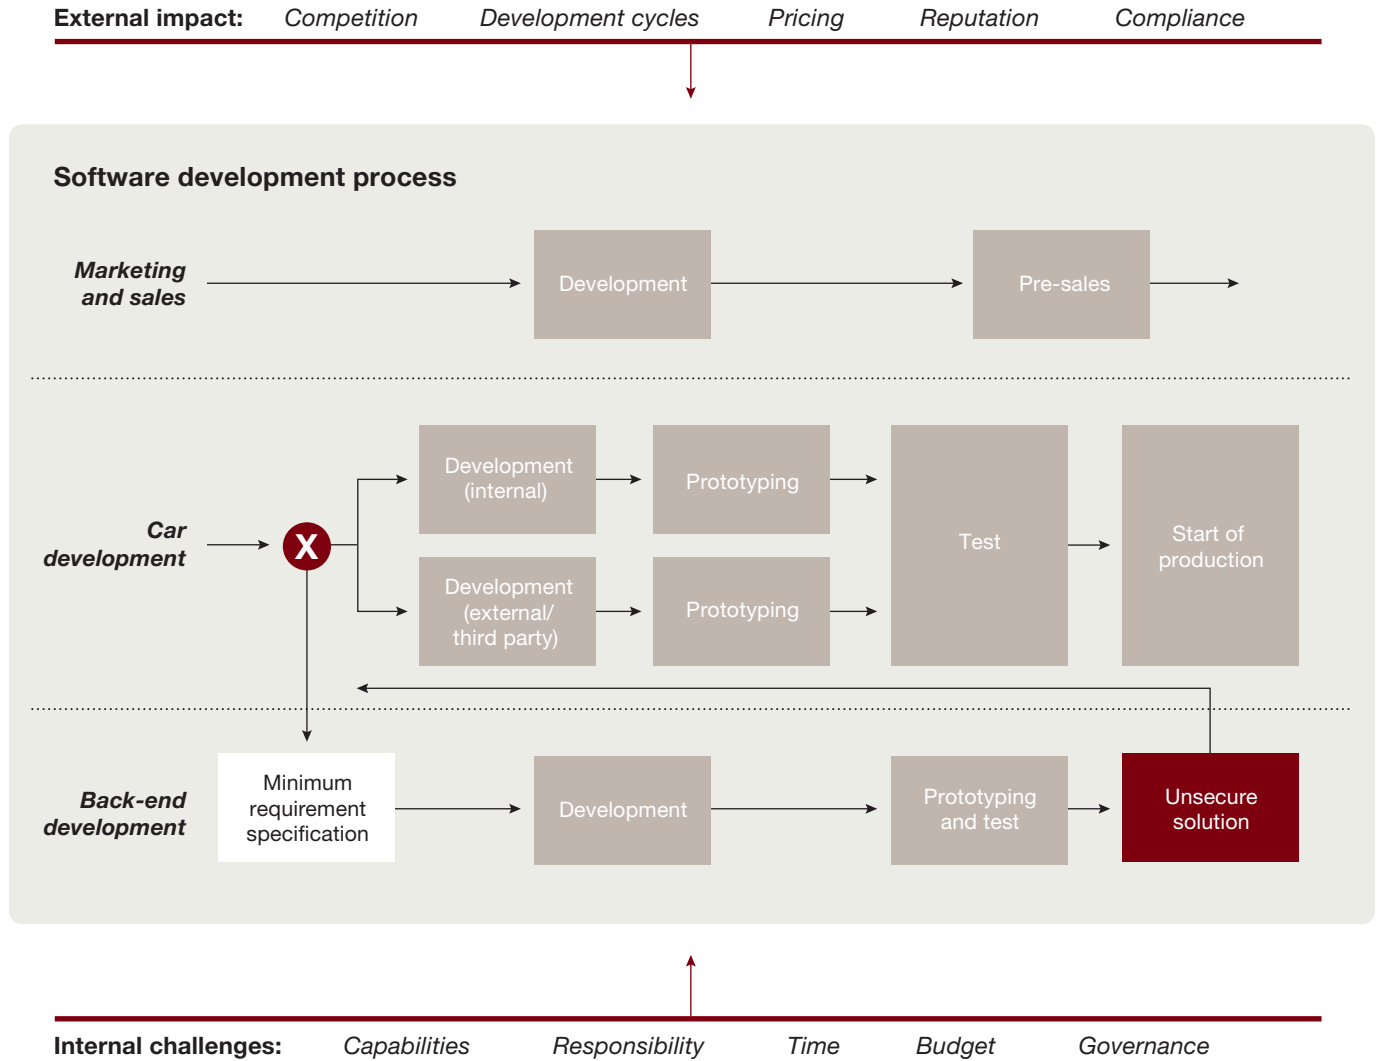 External impact: Competition Development cycles Pricing Reputation Compliance
Software development process
Marketing
and sales
Development
Pre-sales
Car
development
X
Development
(internal)
Prototyping
Development
(external/
third party)
Prototyping
Test
Start of
production
Back-end
development
Minimum
requirement
specification
Development
Prototyping
and test
Unsecure
solution
Internal challenges: Capabilities Responsibility Time Budget Governance